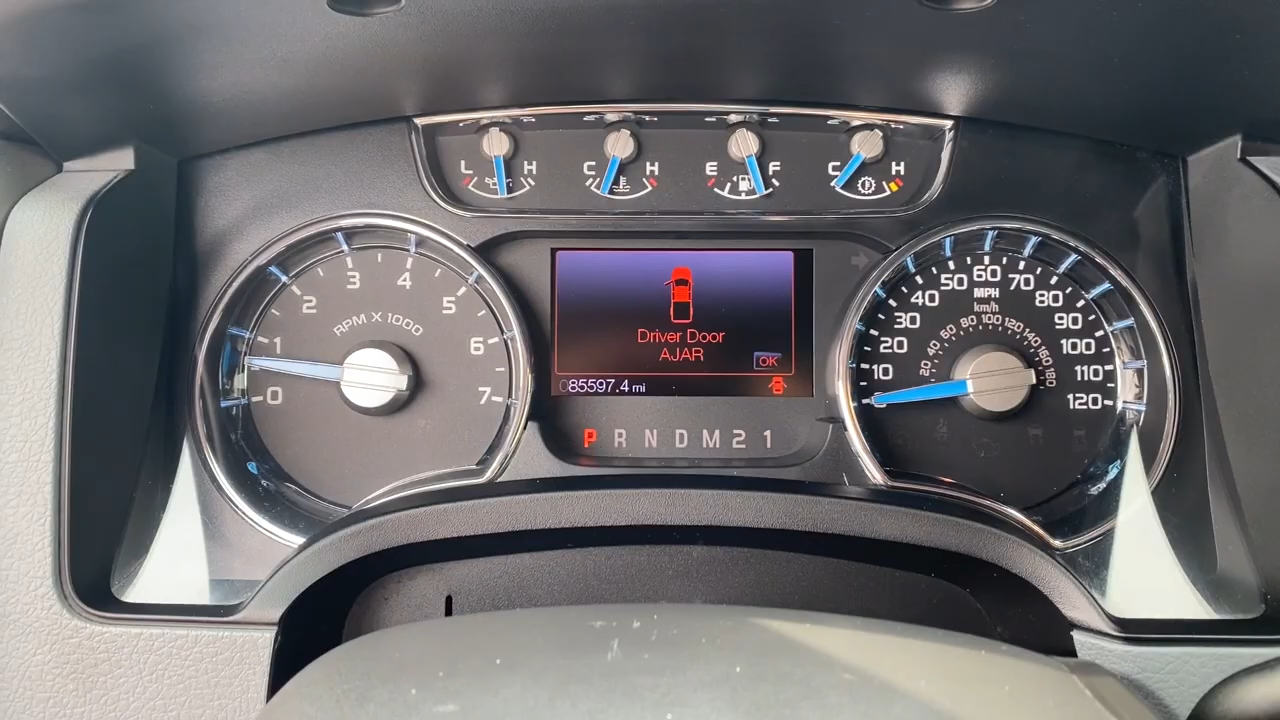 L H
C H
E F
C H
0 1 2 3 4 5 6 7
RPM X 1000
Driver Door
AJAR
OK
085597.4 mi
P R N D M 2 1
10 20 30 40 50 60 70 80 90 100 110 120
MPH
km/h
20 40 60 80 100 120 140 160 180